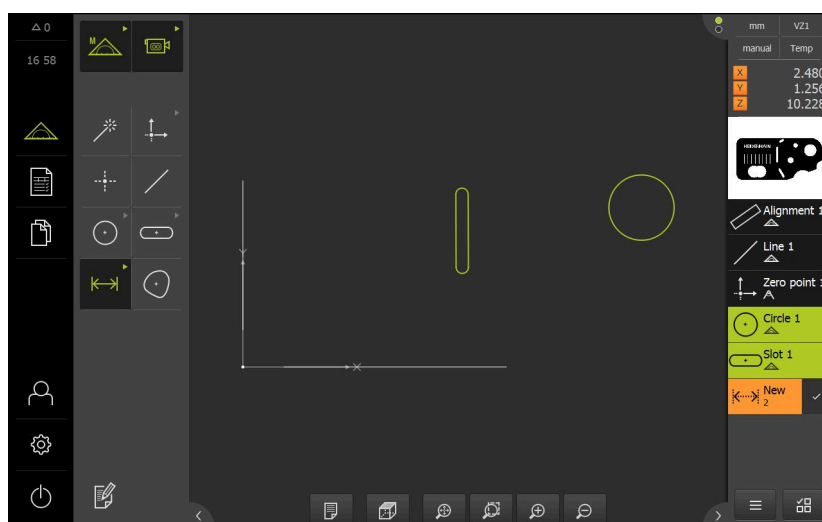 0
16 58
M
mm
VZ1
manual
Temp
X
2.480
Y
1.256
Z
10.228
HEIDENHAIN
Alignment 1
Line 1
Zero point 1
Circle 1
Slot 1
New
2
Y
X